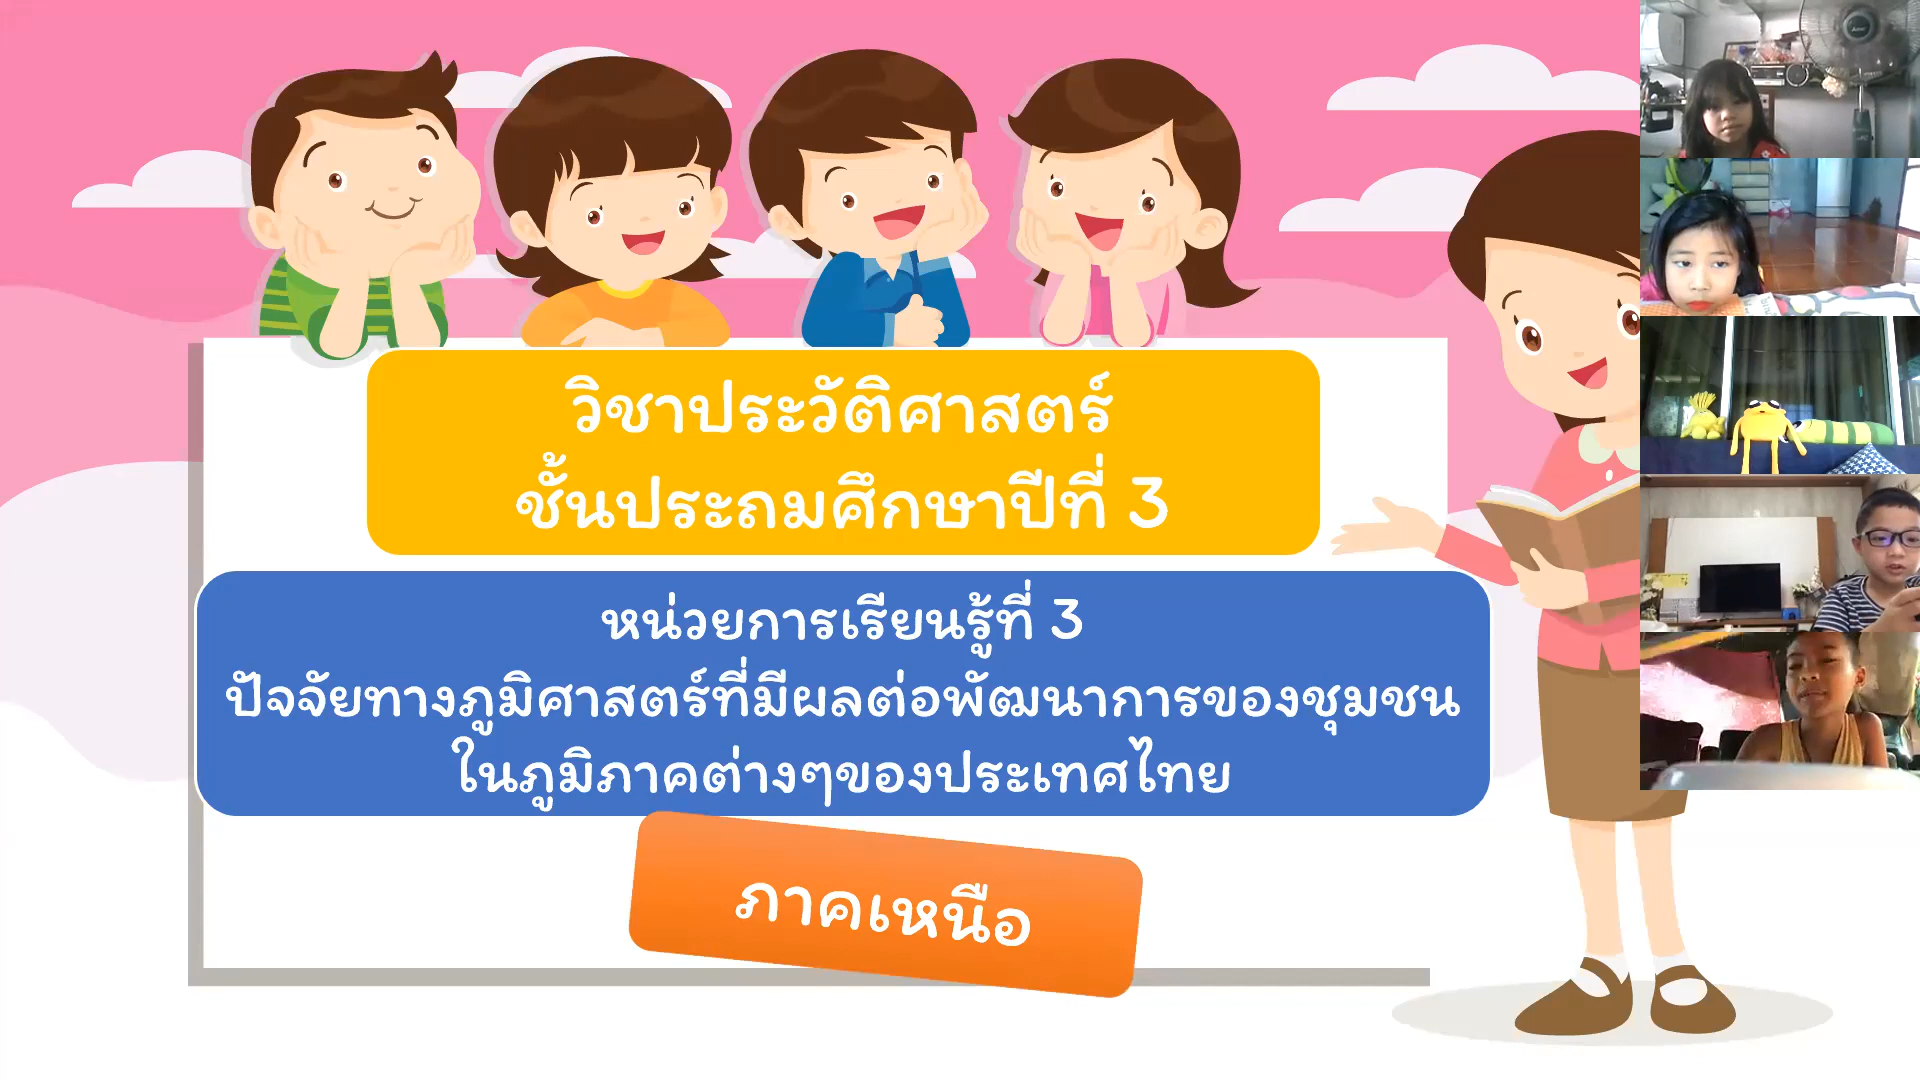 วิชาประวัติศาสตร์
ชั้นประถมศึกษาปีที่ 3
หน่วยการเรียนรู้ที่ 3
ปัจจัยทางภูมิศาสตร์ที่มีผลต่อพัฒนาการของชุมชน
ในภูมิภาคต่างๆของประเทศไทย
ภาคเหนือ